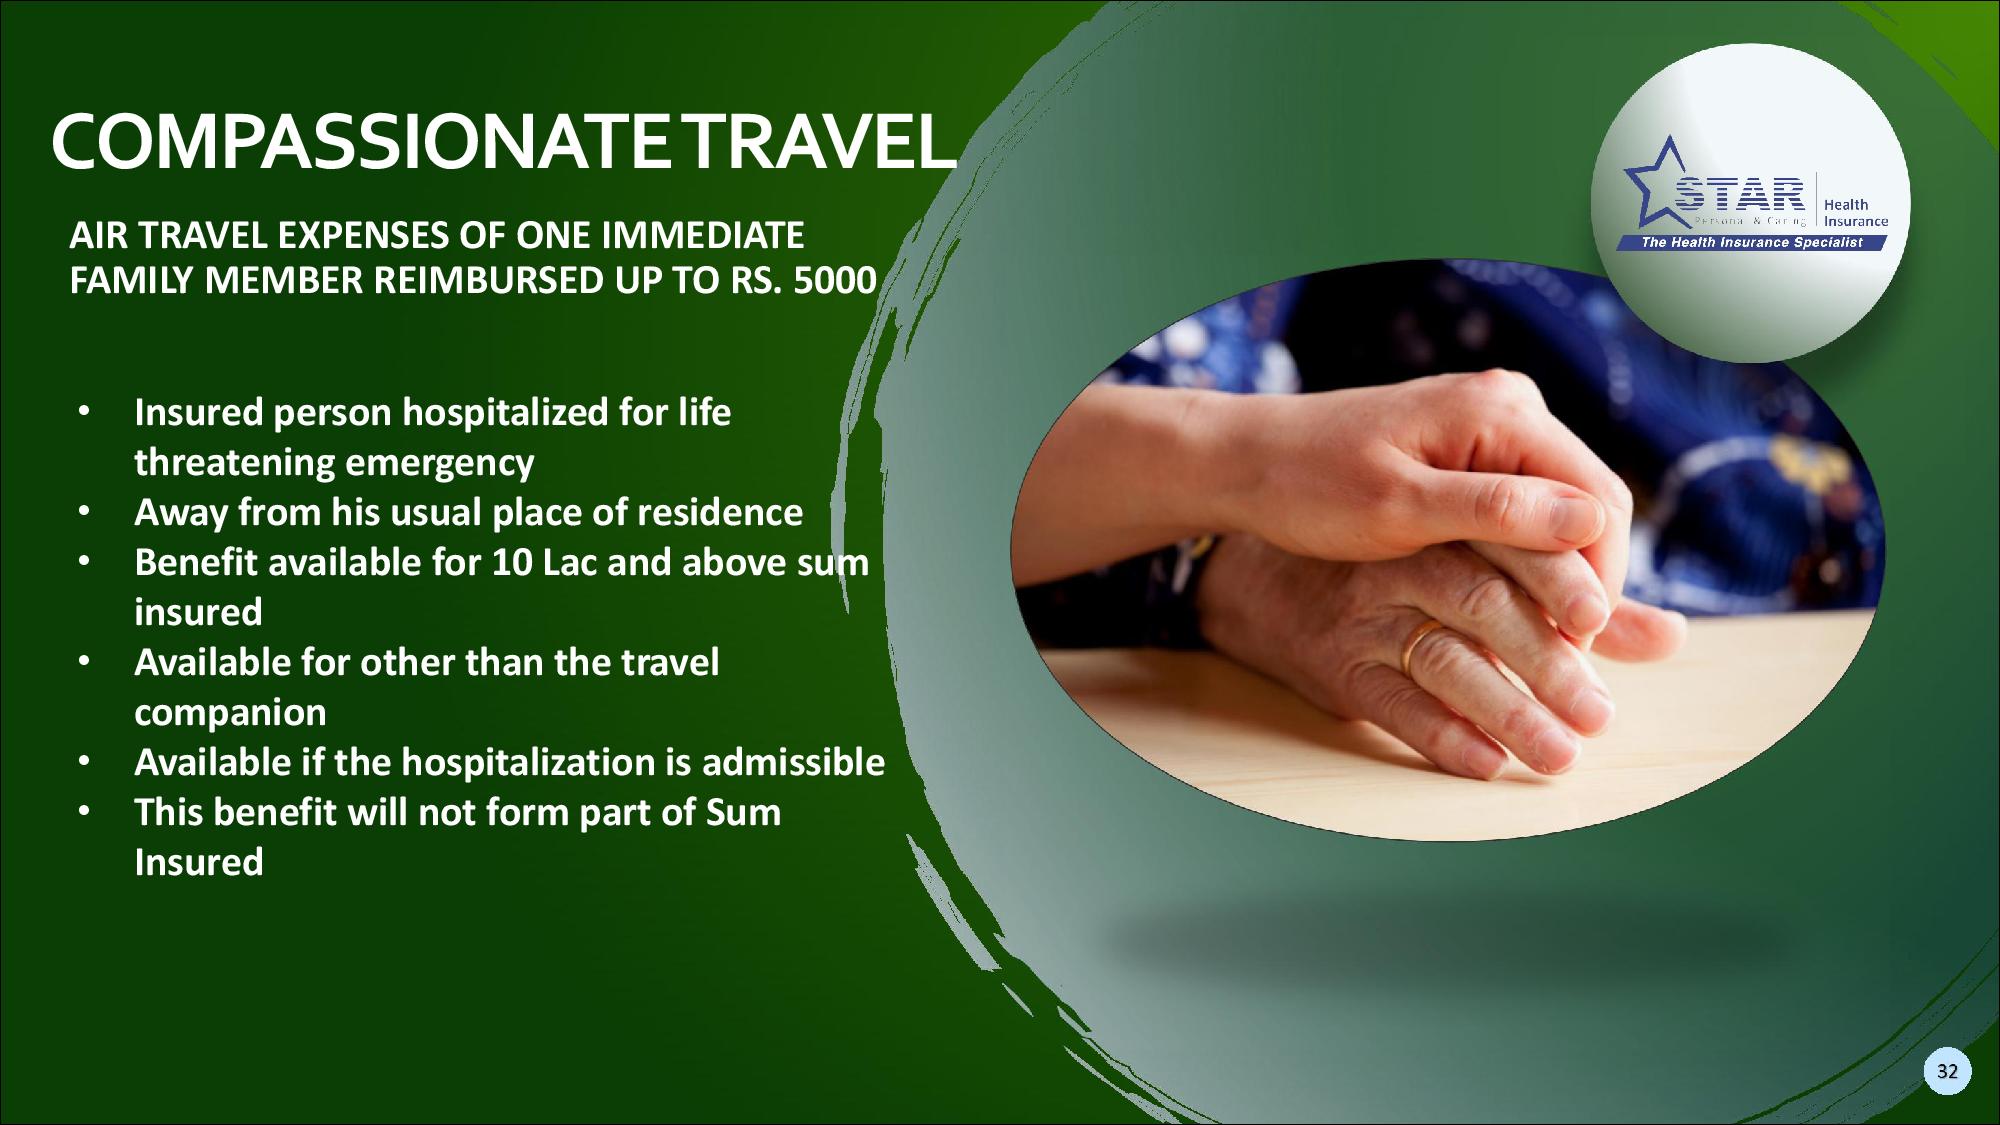 COMPASSIONATE TRAVEL
AIR TRAVEL EXPENSES OF ONE IMMEDIATE
FAMILY MEMBER REIMBURSED UP TO RS. 5000
• Insured person hospitalized for life
threatening emergency
• Away from his usual place of residence
• Benefit available for 10 Lac and above sum
insured
• Available for other than the travel
companion
• Available if the hospitalization is admissible
• This benefit will not form part of Sum
Insured
STAR
Personal & Caring
Health
Insurance
The Health Insurance Specialist
32